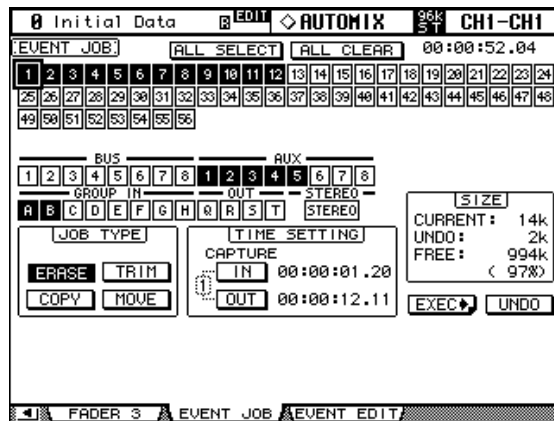 0 Initial Data R EDIT ◇AUTOMIX 96k ST CH1-CH1
EVENT JOB ALL SELECT ALL CLEAR 00:00:52.04
1 2 3 4 5 6 7 8 9 10 11 12 13 14 15 16 17 18 19 20 21 22 23 24
25 26 27 28 29 30 31 32 33 34 35 36 37 38 39 40 41 42 43 44 45 46 47 48
49 50 51 52 53 54 55 56
BUS AUX
1 2 3 4 5 6 7 8 1 2 3 4 5 6 7 8
GROUP IN OUT STEREO
A B C D E F G H Q R S T STEREO
JOB TYPE
ERASE TRIM
COPY MOVE
TIME SETTING
CAPTURE
1
IN 00:00:01.20
OUT 00:00:12.11
SIZE
CURRENT: 14k
UNDO: 2k
FREE: 994k
( 97%)
EXEC UNDO
FADER 3 EVENT JOB EVENT EDIT